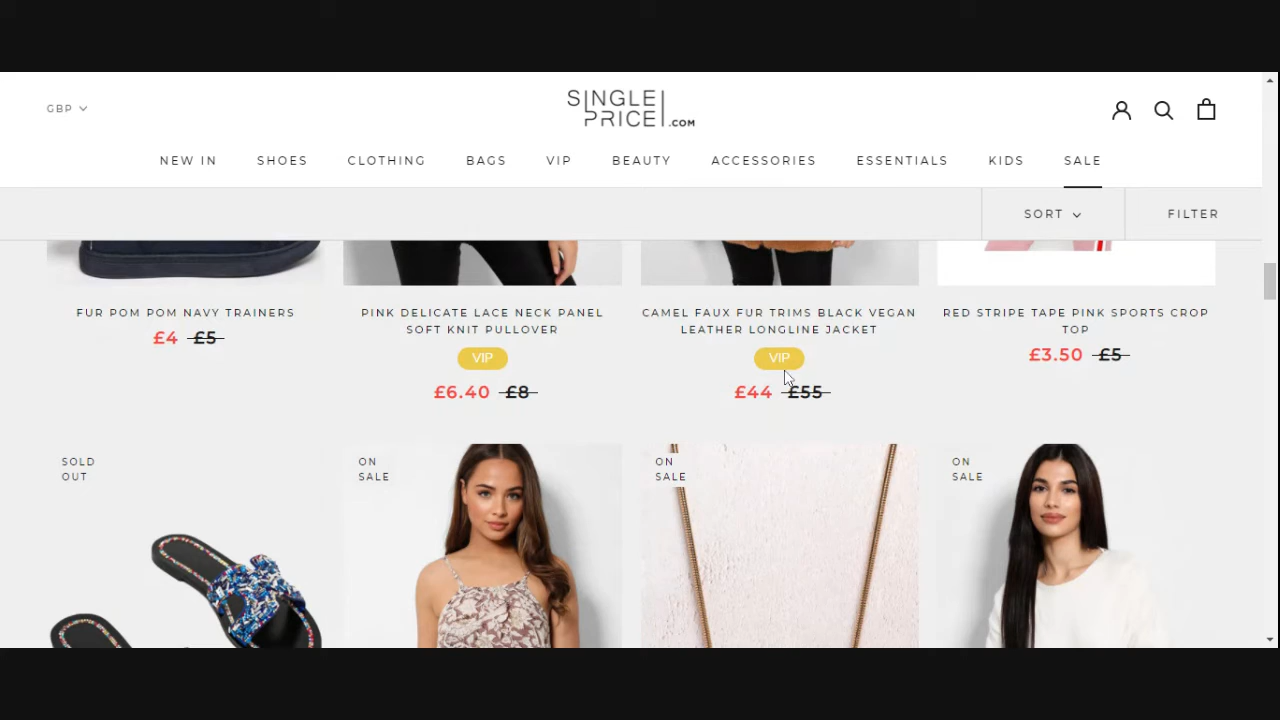 GBP
SINGLE
PRICE
.COM
NEW IN SHOES CLOTHING BAGS VIP BEAUTY ACCESSORIES ESSENTIALS KIDS SALE
SORT FILTER
FUR POM POM NAVY TRAINERS
£4 £5
PINK DELICATE LACE NECK PANEL
SOFT KNIT PULLOVER
VIP
£6.40 £8
CAMEL FAUX FUR TRIMS BLACK VEGAN
LEATHER LONGLINE JACKET
VIP
£44 £55
RED STRIPE TAPE PINK SPORTS CROP
TOP
£3.50 £5
SOLD
OUT
ON
SALE
ON
SALE
ON
SALE